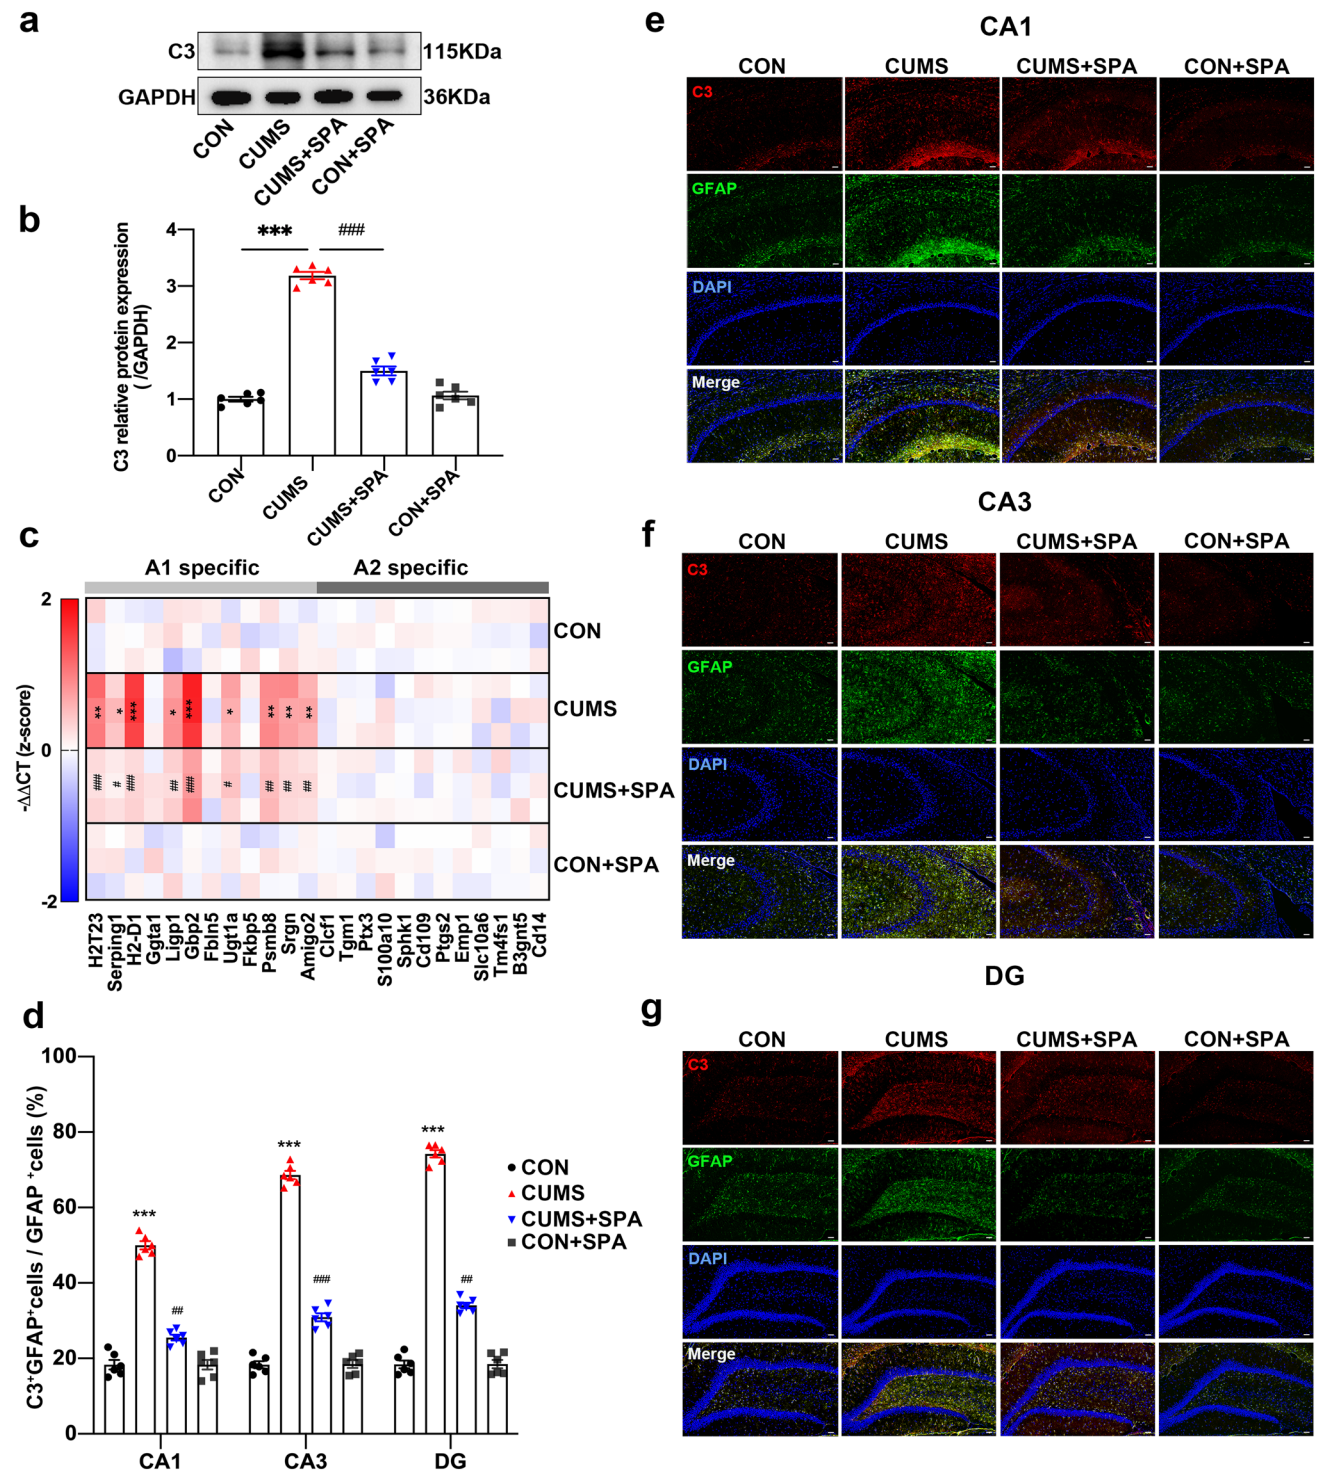 a
C3
115KDa
GAPDH
36KDa
CON
CUMS
CUMS+SPA
CON+SPA
b
C3 relative protein expression
( /GAPDH)
4
3
2
1
0
***
###
CON
CUMS
CUMS+SPA
CON+SPA
c
A1 specific
A2 specific
2
0
-2
-ΔΔCT (z-score)
CON
CUMS
CUMS+SPA
CON+SPA
** * *** * *** * ** ** **
### # ### ## ### # ## ## ##
H2T23
Serping1
H2-D1
Ggta1
Ligp1
Gbp2
Fbln5
Ugt1a
Fkbp5
Psmb8
Srgn
Amigo2
Clcf1
Tgm1
Ptx3
S100a10
Sphk1
Cd109
Ptgs2
Emp1
Slc10a6
Tm4fs1
B3gnt5
Cd14
d
C3⁺GFAP⁺cells / GFAP ⁺cells (%)
100
80
60
40
20
0
***
##
***
###
***
##
CA1
CA3
DG
CON
CUMS
CUMS+SPA
CON+SPA
e
CA1
CON CUMS CUMS+SPA CON+SPA
C3
GFAP
DAPI
Merge
f
CA3
CON CUMS CUMS+SPA CON+SPA
C3
GFAP
DAPI
Merge
g
DG
CON CUMS CUMS+SPA CON+SPA
C3
GFAP
DAPI
Merge